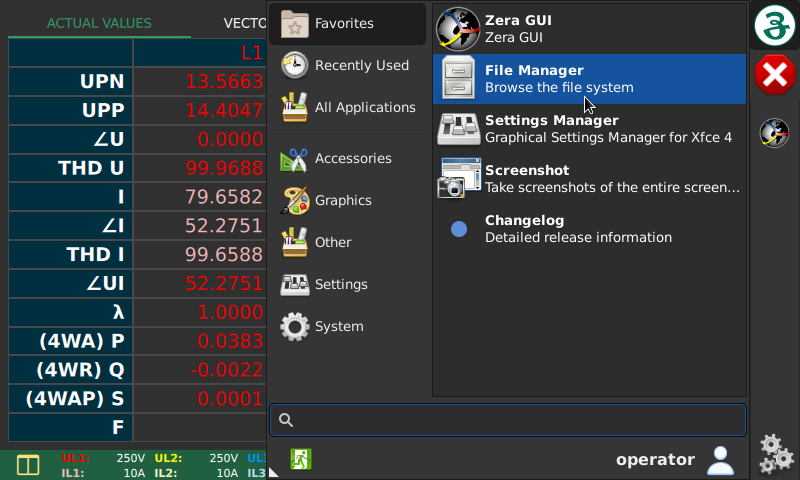 ACTUAL VALUES
VECTO
L1
UPN 13.5663
UPP 14.4047
∠U 0.0000
THD U 99.9688
I 79.6582
∠I 52.2751
THD I 99.6588
∠UI 52.2751
λ 1.0000
(4WA) P 0.0383
(4WR) Q -0.0022
(4WAP) S 0.0001
F
UL1: 250V UL2: 250V UL3
IL1: 10A IL2: 10A IL3
Favorites
Recently Used
All Applications
Accessories
Graphics
Other
Settings
System
Zera GUI
Zera GUI
File Manager
Browse the file system
Settings Manager
Graphical Settings Manager for Xfce 4
Screenshot
Take screenshots of the entire screen...
Changelog
Detailed release information
operator